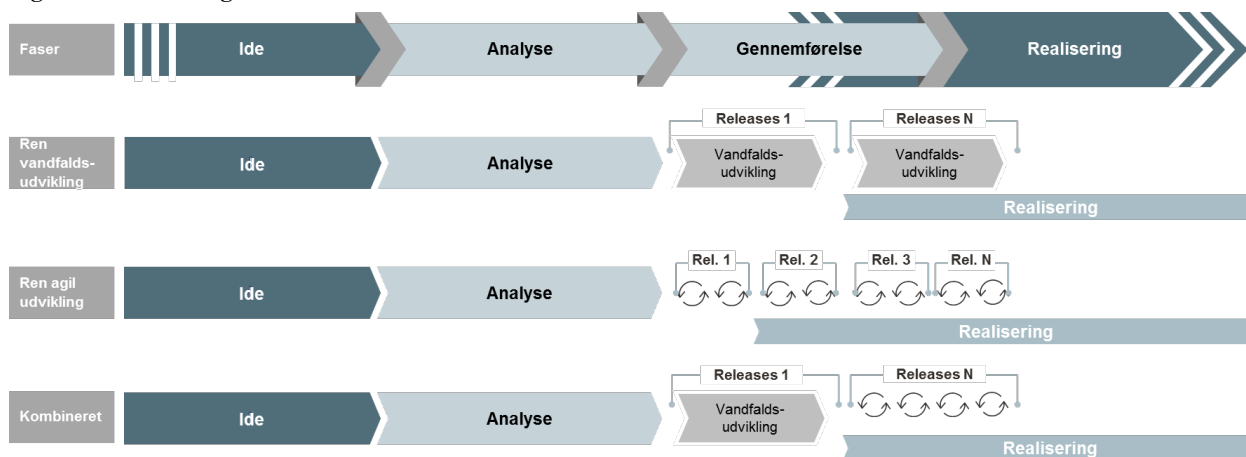 Faser
Ide
Analyse
Gennemførelse
Realisering
Releases 1
Releases N
Ren
vandfalds-
udvikling
Ide
Analyse
Vandfalds-
udvikling
Vandfalds-
udvikling
Realisering
Rel. 1
Rel. 2
Rel. 3
Rel. N
Ren agil
udvikling
Ide
Analyse
Realisering
Releases 1
Releases N
Kombineret
Ide
Analyse
Vandfalds-
udvikling
Realisering